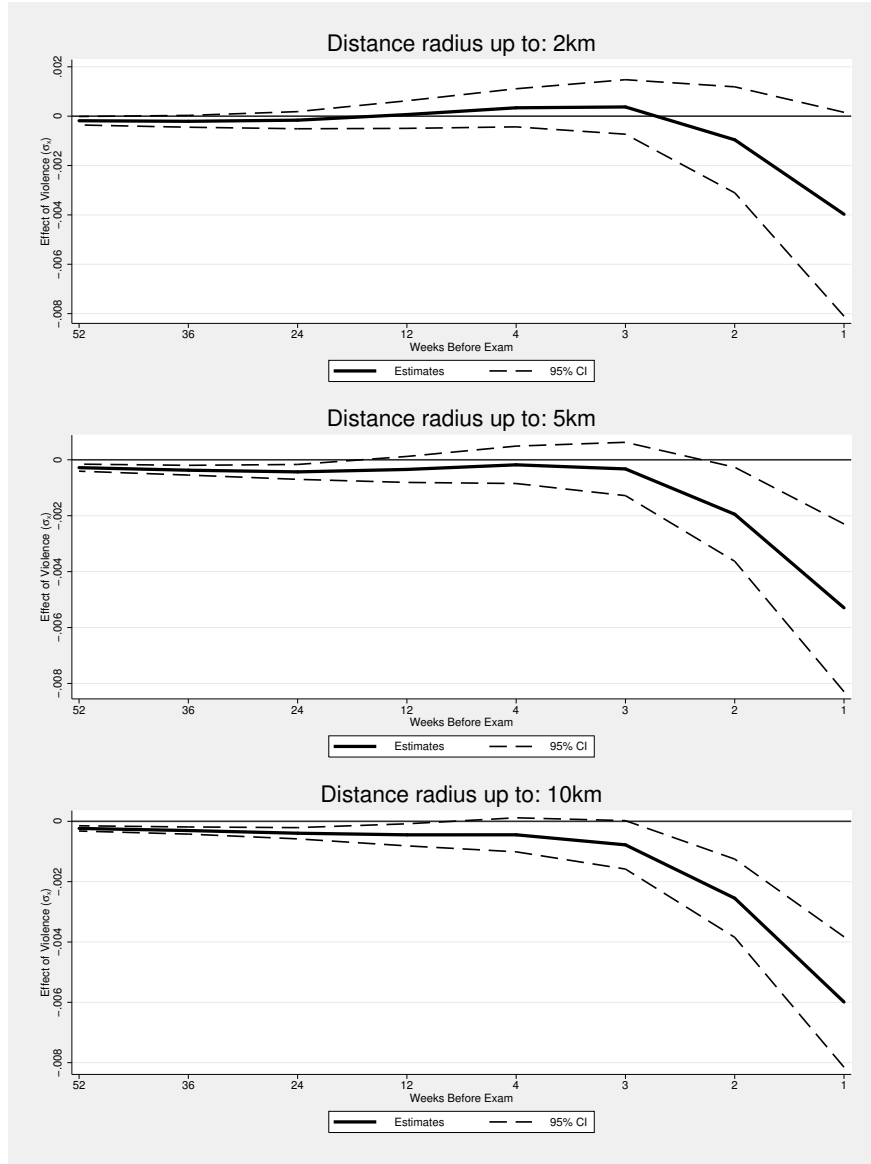 Distance radius up to: 2km
Effect of Violence (σₓ)
.002
0
−.002
−.004
−.006
−.008
52 36 24 12 4 3 2 1
Weeks Before Exam
Estimates 95% CI
Distance radius up to: 5km
Effect of Violence (σₓ)
0
−.002
−.004
−.006
−.008
52 36 24 12 4 3 2 1
Weeks Before Exam
Estimates 95% CI
Distance radius up to: 10km
Effect of Violence (σₓ)
0
−.002
−.004
−.006
−.008
52 36 24 12 4 3 2 1
Weeks Before Exam
Estimates 95% CI